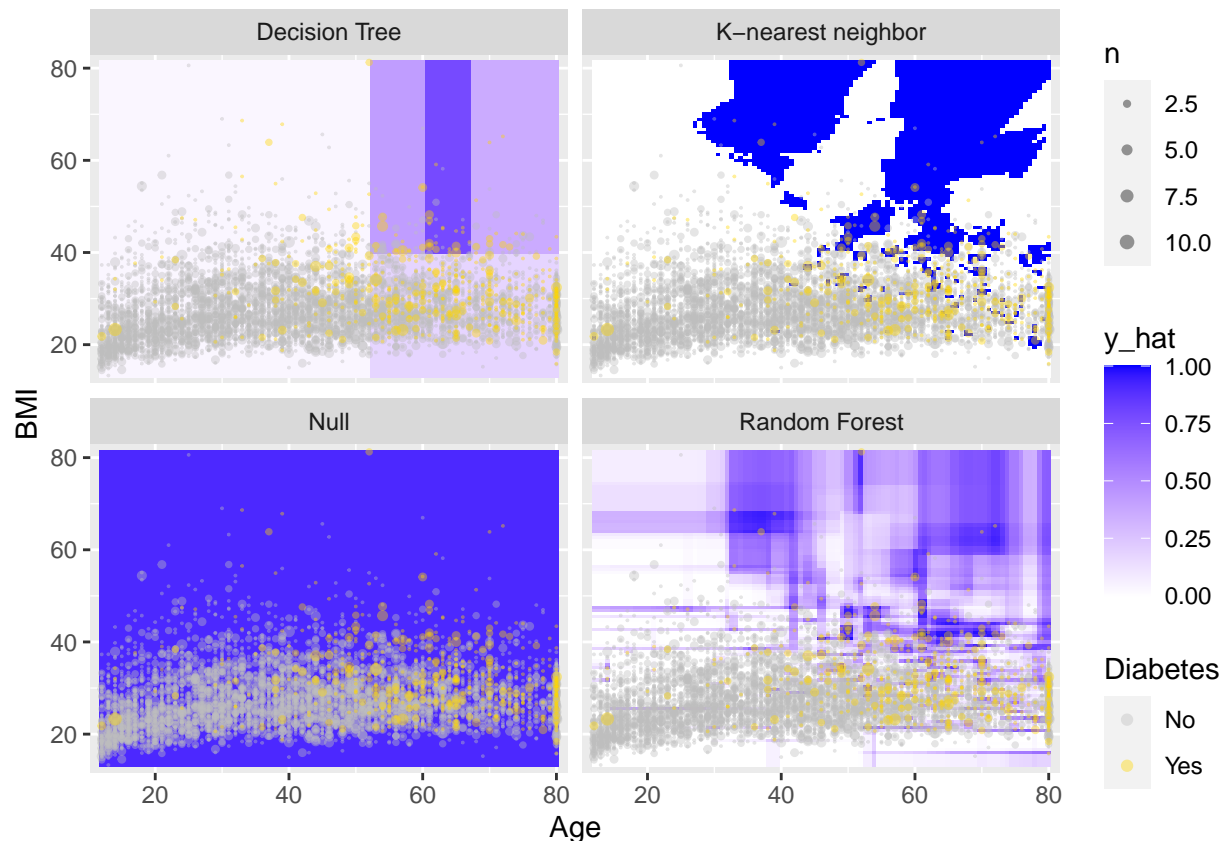 Decision Tree
K−nearest neighbor
80
60
40
20
Null
Random Forest
80
60
40
20
20
40
60
80
20
40
60
80
BMI
Age
n
2.5
5.0
7.5
10.0
y_hat
1.00
0.75
0.50
0.25
0.00
Diabetes
No
Yes